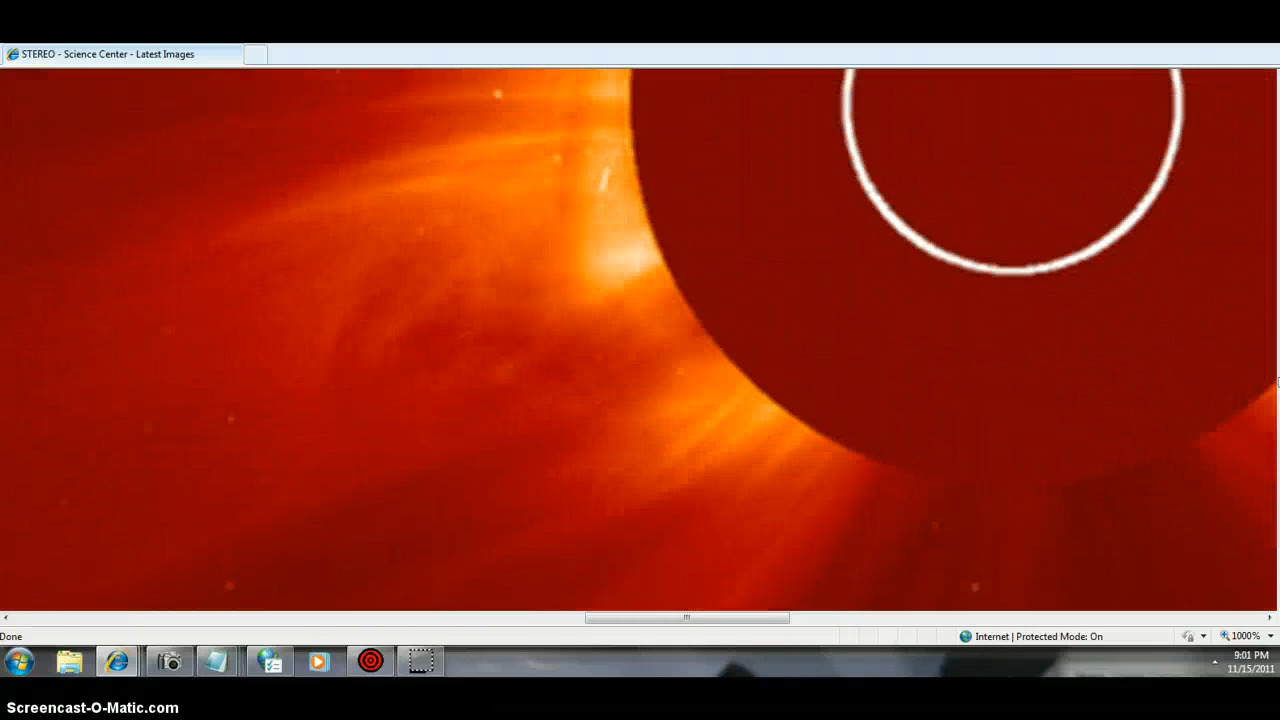 STEREO - Science Center - Latest Images
Done
Internet | Protected Mode: On
1000%
9:01 PM
11/15/2011
Screencast-O-Matic.com